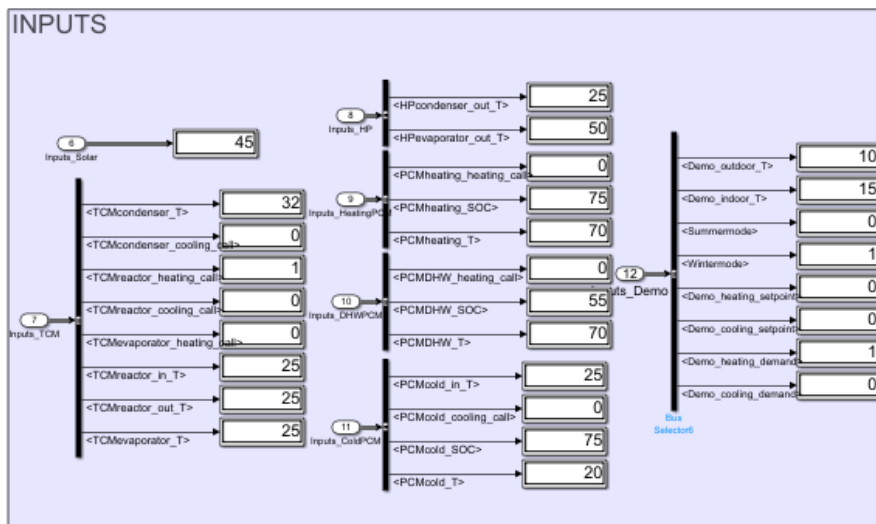 INPUTS
6
Inputs_Solar
45
7
Inputs_TCM
<TCMcondenser_T>
32
<TCMcondenser_cooling_call>
0
<TCMreactor_heating_call>
1
<TCMreactor_cooling_call>
0
<TCMevaporator_heating_call>
0
<TCMreactor_in_T>
25
<TCMreactor_out_T>
25
<TCMevaporator_T>
25
8
Inputs_HP
<HPcondenser_out_T>
25
<HPevaporator_out_T>
50
9
Inputs_HeatingPCM
<PCMheating_heating_call>
0
<PCMheating_SOC>
75
<PCMheating_T>
70
10
Inputs_DHWPCM
<PCMDHW_heating_call>
0
<PCMDHW_SOC>
55
<PCMDHW_T>
70
11
Inputs_ColdPCM
<PCMcold_in_T>
25
<PCMcold_cooling_call>
0
<PCMcold_SOC>
75
<PCMcold_T>
20
12
uts_Demo
<Demo_outdoor_T>
10
<Demo_indoor_T>
15
<Summermode>
0
<Wintermode>
1
<Demo_heating_setpoint>
0
<Demo_cooling_setpoint>
0
<Demo_heating_demand>
1
<Demo_cooling_demand>
0
Bus
Selector6